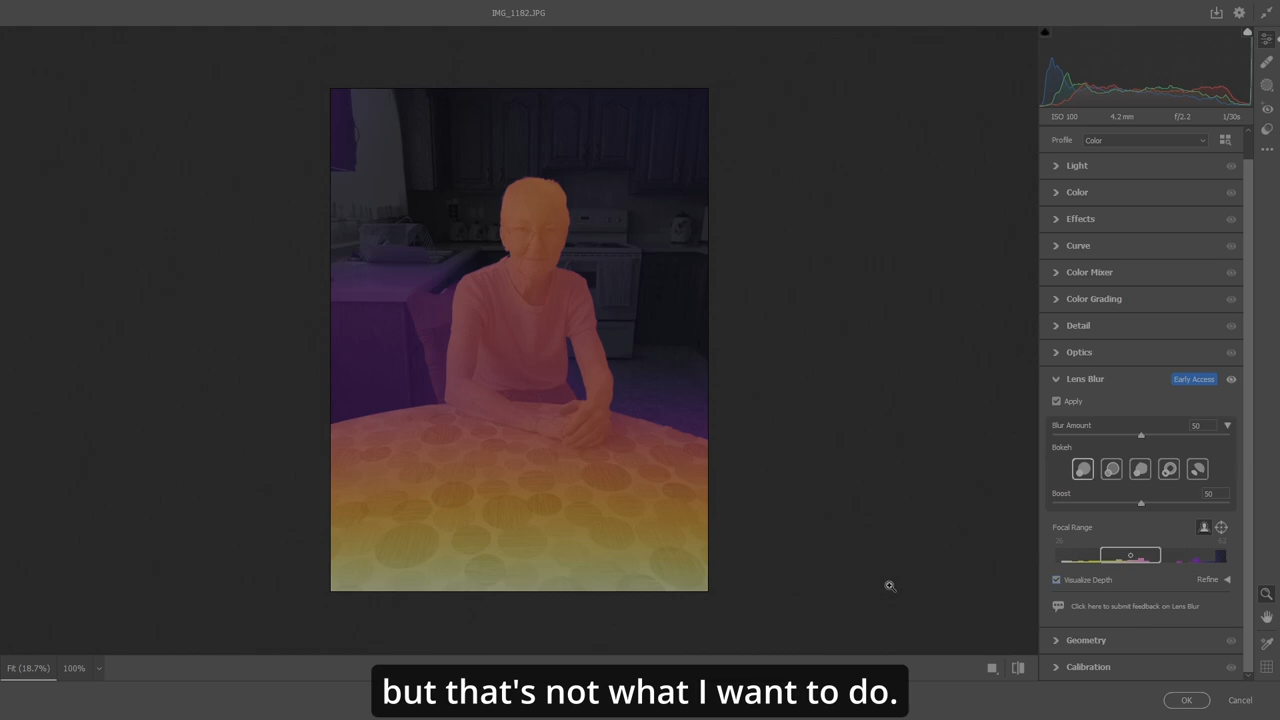 IMG_1182.JPG
ISO 100 4.2 mm f/2.2 1/30s
Profile Color
Light
Color
Effects
Curve
Color Mixer
Color Grading
Detail
Optics
Lens Blur Early Access
Apply
Blur Amount 50
Bokeh
Boost 50
Focal Range
26 62
Visualize Depth Refine
Click here to submit feedback on Lens Blur
Geometry
Calibration
Fit (18.7%) 100%
but that's not what I want to do.
OK Cancel